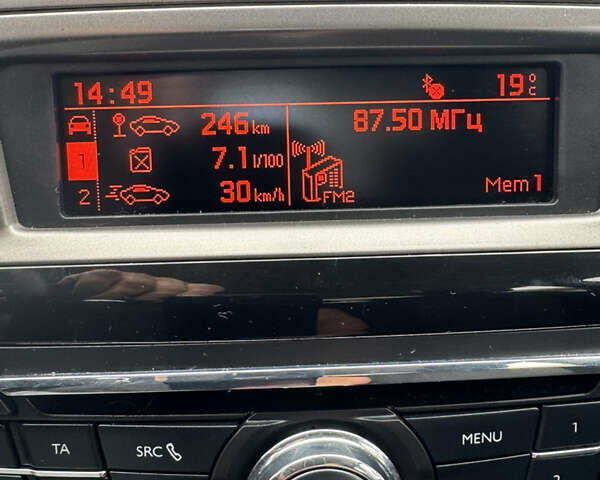 14:49 19°C
246 km 87.50 МГц
1 7.1 l/100
2 30 km/h FM2 Mem 1
TA SRC MENU 1
2